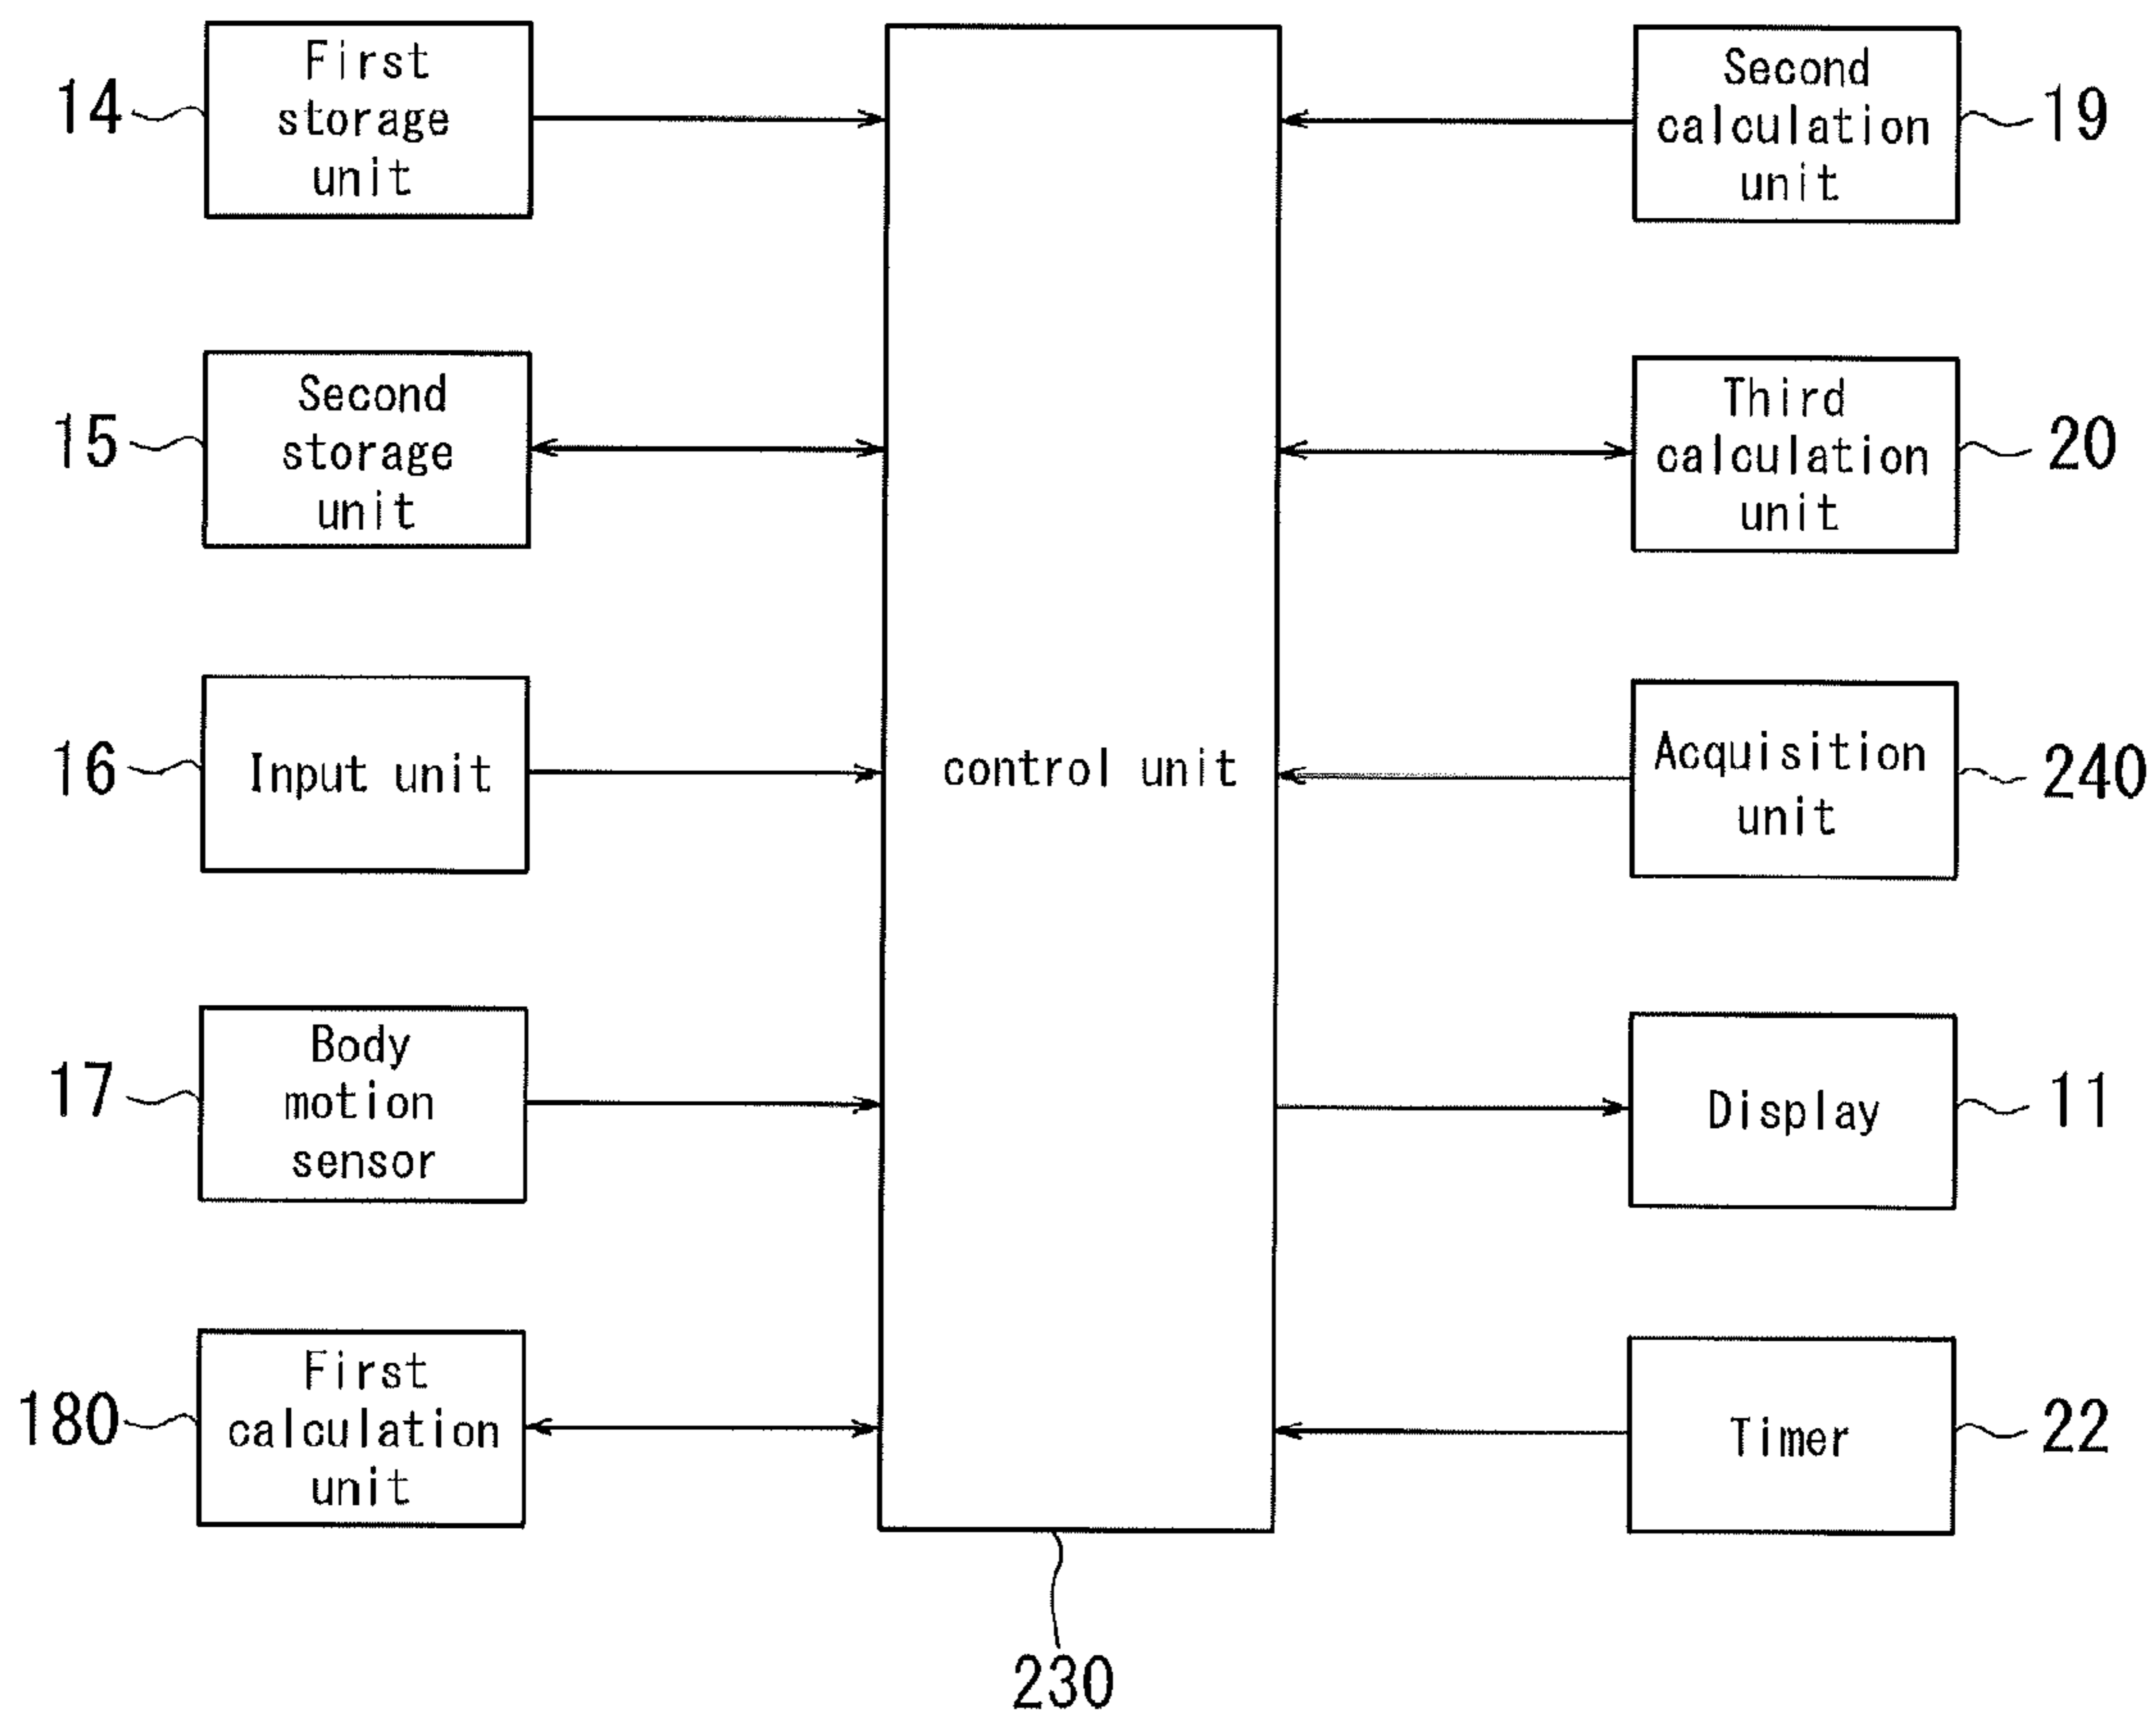 14
First
storage
unit
15
Second
storage
unit
16
Input unit
17
Body
motion
sensor
180
First
calculation
unit
control unit
230
Second
calculation
unit
19
Third
calculation
unit
20
Acquisition
unit
240
Display
11
Timer
22